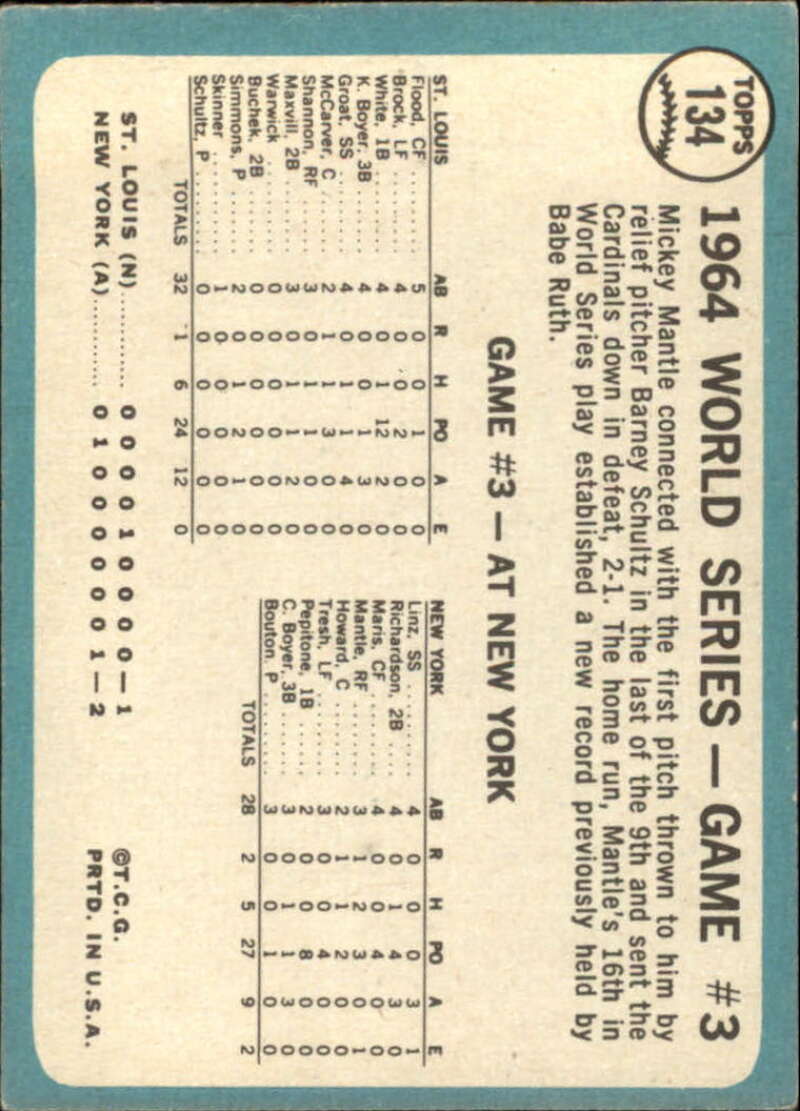 TOPPS
134
1964 WORLD SERIES — GAME #3
Mickey Mantle connected with the first pitch thrown to him by
relief pitcher Barney Schultz in the last of the 9th and sent the
Cardinals down in defeat, 2-1. The home run, Mantle's 16th in
World Series play established a new record previously held by
Babe Ruth.
GAME #3 — AT NEW YORK
ST. LOUIS AB R H PO A E
Flood, CF ........ 5 0 0 1 0 0
Brock, LF ........ 4 0 0 2 0 0
White, 1B ........ 4 0 1 12 2 0
K. Boyer, 3B ..... 4 0 0 1 3 0
Groat, SS ........ 4 0 1 1 4 0
McCarver, C ...... 2 1 1 3 0 0
Shannon, RF ...... 3 0 1 1 0 0
Maxvill, 2B ...... 3 0 1 1 2 0
Warwick .......... 0 0 0 0 0 0
Buchek, 2B ....... 0 0 0 0 0 0
Simmons, P ....... 2 0 1 2 1 0
Skinner .......... 1 0 0 0 0 0
Schultz, P ....... 0 0 0 0 0 0
TOTALS 32 1 6 24 12 0
NEW YORK AB R H PO A E
Linz, SS ......... 4 0 0 0 3 1
Richardson, 2B ... 4 0 1 4 3 0
Maris, CF ........ 4 0 0 4 0 0
Mantle, RF ....... 3 1 2 3 0 1
Howard, C ........ 2 1 1 2 0 0
Tresh, LF ........ 3 0 0 4 0 0
Pepitone, 1B ..... 2 0 0 8 0 0
C. Boyer, 3B ..... 3 0 1 1 3 0
Bouton, P ........ 3 0 0 1 0 0
TOTALS 28 2 5 27 9 2
ST. LOUIS (N) ........... 0 0 0 0 1 0 0 0 0 — 1
NEW YORK (A) ........... 0 1 0 0 0 0 0 0 1 — 2
©T.C.G.
PRTD. IN U.S.A.